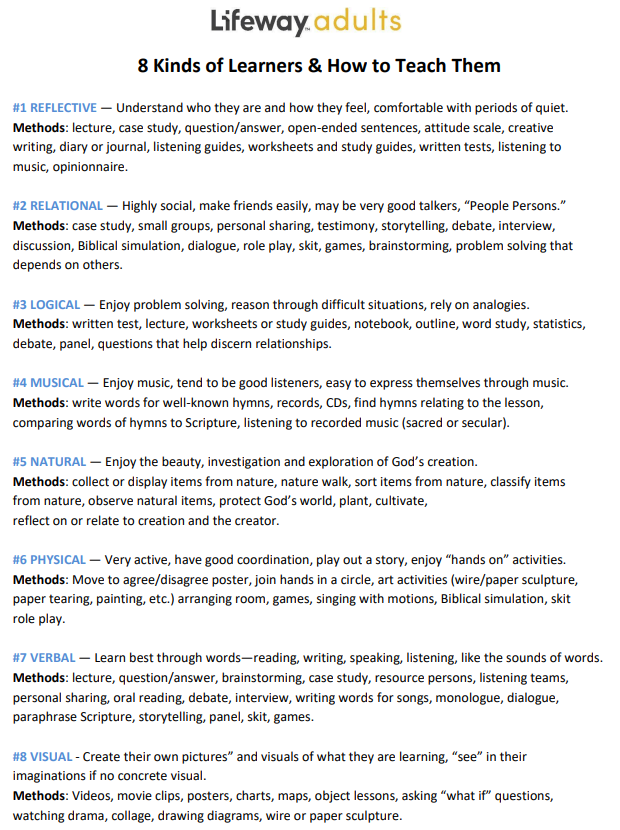 Lifeway adults
8 Kinds of Learners & How to Teach Them
#1 REFLECTIVE — Understand who they are and how they feel, comfortable with periods of quiet.
Methods: lecture, case study, question/answer, open-ended sentences, attitude scale, creative
writing, diary or journal, listening guides, worksheets and study guides, written tests, listening to
music, opinionnaire.
#2 RELATIONAL — Highly social, make friends easily, may be very good talkers, “People Persons.”
Methods: case study, small groups, personal sharing, testimony, storytelling, debate, interview,
discussion, Biblical simulation, dialogue, role play, skit, games, brainstorming, problem solving that
depends on others.
#3 LOGICAL — Enjoy problem solving, reason through difficult situations, rely on analogies.
Methods: written test, lecture, worksheets or study guides, notebook, outline, word study, statistics,
debate, panel, questions that help discern relationships.
#4 MUSICAL — Enjoy music, tend to be good listeners, easy to express themselves through music.
Methods: write words for well-known hymns, records, CDs, find hymns relating to the lesson,
comparing words of hymns to Scripture, listening to recorded music (sacred or secular).
#5 NATURAL — Enjoy the beauty, investigation and exploration of God’s creation.
Methods: collect or display items from nature, nature walk, sort items from nature, classify items
from nature, observe natural items, protect God’s world, plant, cultivate,
reflect on or relate to creation and the creator.
#6 PHYSICAL — Very active, have good coordination, play out a story, enjoy “hands on” activities.
Methods: Move to agree/disagree poster, join hands in a circle, art activities (wire/paper sculpture,
paper tearing, painting, etc.) arranging room, games, singing with motions, Biblical simulation, skit
role play.
#7 VERBAL — Learn best through words—reading, writing, speaking, listening, like the sounds of words.
Methods: lecture, question/answer, brainstorming, case study, resource persons, listening teams,
personal sharing, oral reading, debate, interview, writing words for songs, monologue, dialogue,
paraphrase Scripture, storytelling, panel, skit, games.
#8 VISUAL - Create their own pictures” and visuals of what they are learning, “see” in their
imaginations if no concrete visual.
Methods: Videos, movie clips, posters, charts, maps, object lessons, asking “what if” questions,
watching drama, collage, drawing diagrams, wire or paper sculpture.